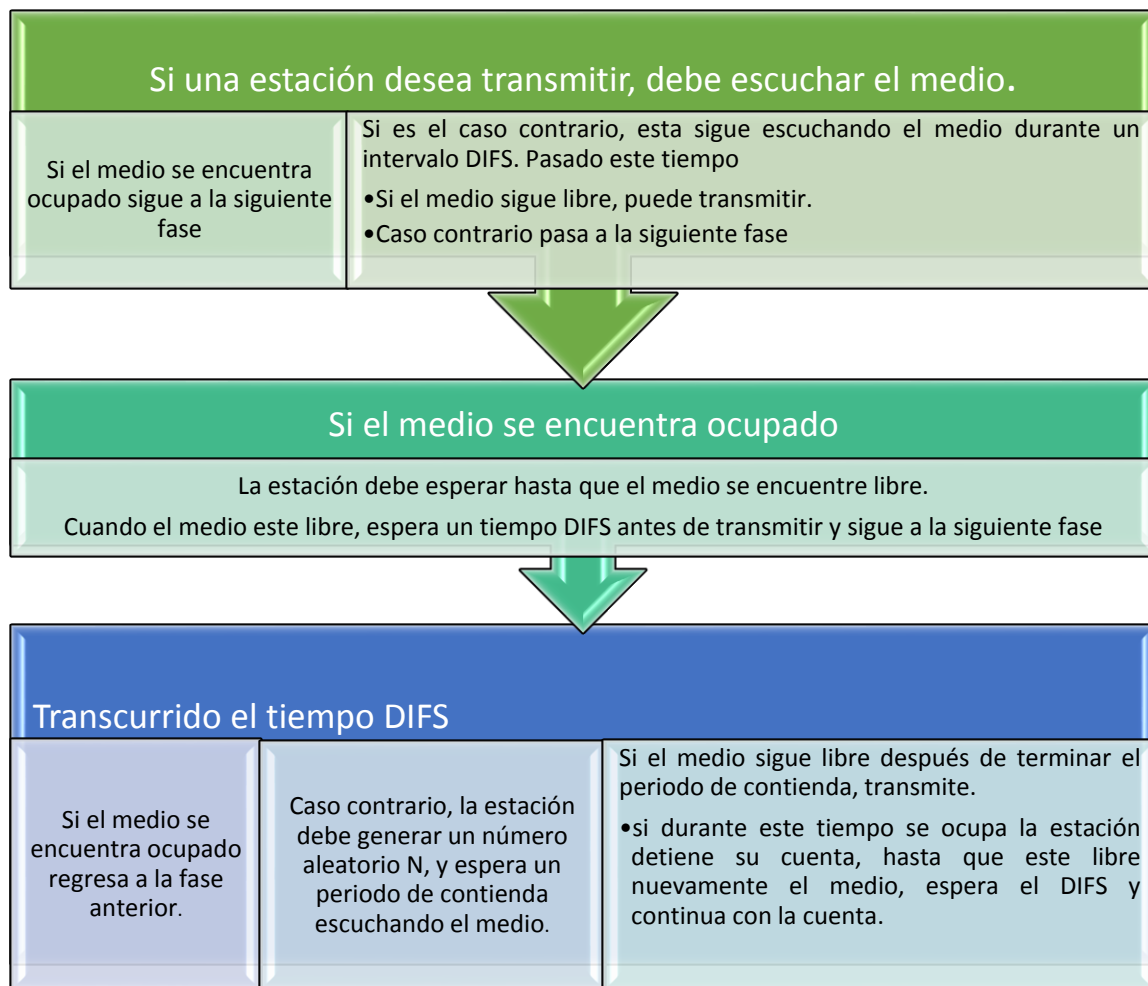 Si una estación desea transmitir, debe escuchar el medio.
Si el medio se encuentra
ocupado sigue a la siguiente
fase
Si es el caso contrario, esta sigue escuchando el medio durante un
intervalo DIFS. Pasado este tiempo
•Si el medio sigue libre, puede transmitir.
•Caso contrario pasa a la siguiente fase
Si el medio se encuentra ocupado
La estación debe esperar hasta que el medio se encuentre libre.
Cuando el medio este libre, espera un tiempo DIFS antes de transmitir y sigue a la siguiente fase
Transcurrido el tiempo DIFS
Si el medio se
encuentra ocupado
regresa a la fase
anterior.
Caso contrario, la estación
debe generar un número
aleatorio N, y espera un
periodo de contienda
escuchando el medio.
Si el medio sigue libre después de terminar el
periodo de contienda, transmite.
•si durante este tiempo se ocupa la estación
detiene su cuenta, hasta que este libre
nuevamente el medio, espera el DIFS y
continua con la cuenta.